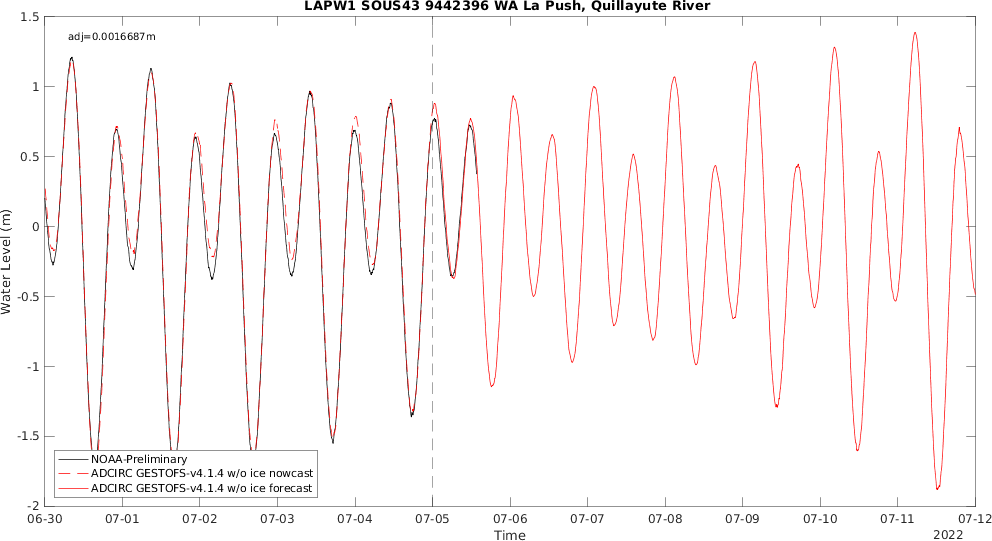 LAPW1 SOUS43 9442396 WA La Push, Quillayute River
1.5
adj=0.0016687m
1
0.5
0
-0.5
-1
-1.5
-2
Water Level (m)
NOAA-Preliminary
ADCIRC GESTOFS-v4.1.4 w/o ice nowcast
ADCIRC GESTOFS-v4.1.4 w/o ice forecast
06-30 07-01 07-02 07-03 07-04 07-05 07-06 07-07 07-08 07-09 07-10 07-11 07-12
Time
2022